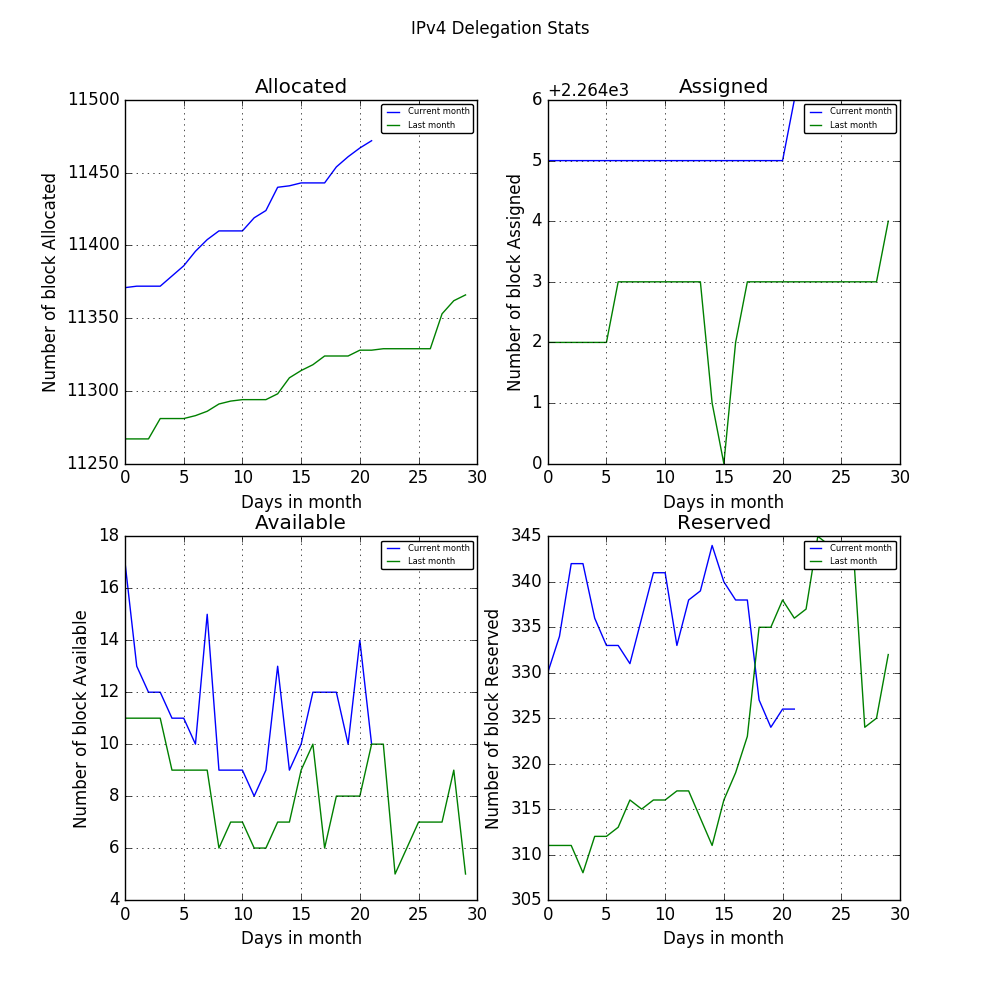 IPv4 Delegation Stats
Allocated
11500
11450
11400
11350
11300
11250
Number of block Allocated
0 5 10 15 20 25 30
Days in month
Current month
Last month
+2.264e3
Assigned
6
5
4
3
2
1
0
Number of block Assigned
0 5 10 15 20 25 30
Days in month
Current month
Last month
Available
18
16
14
12
10
8
6
4
Number of block Available
0 5 10 15 20 25 30
Days in month
Current month
Last month
Reserved
345
340
335
330
325
320
315
310
305
Number of block Reserved
0 5 10 15 20 25 30
Days in month
Current month
Last month